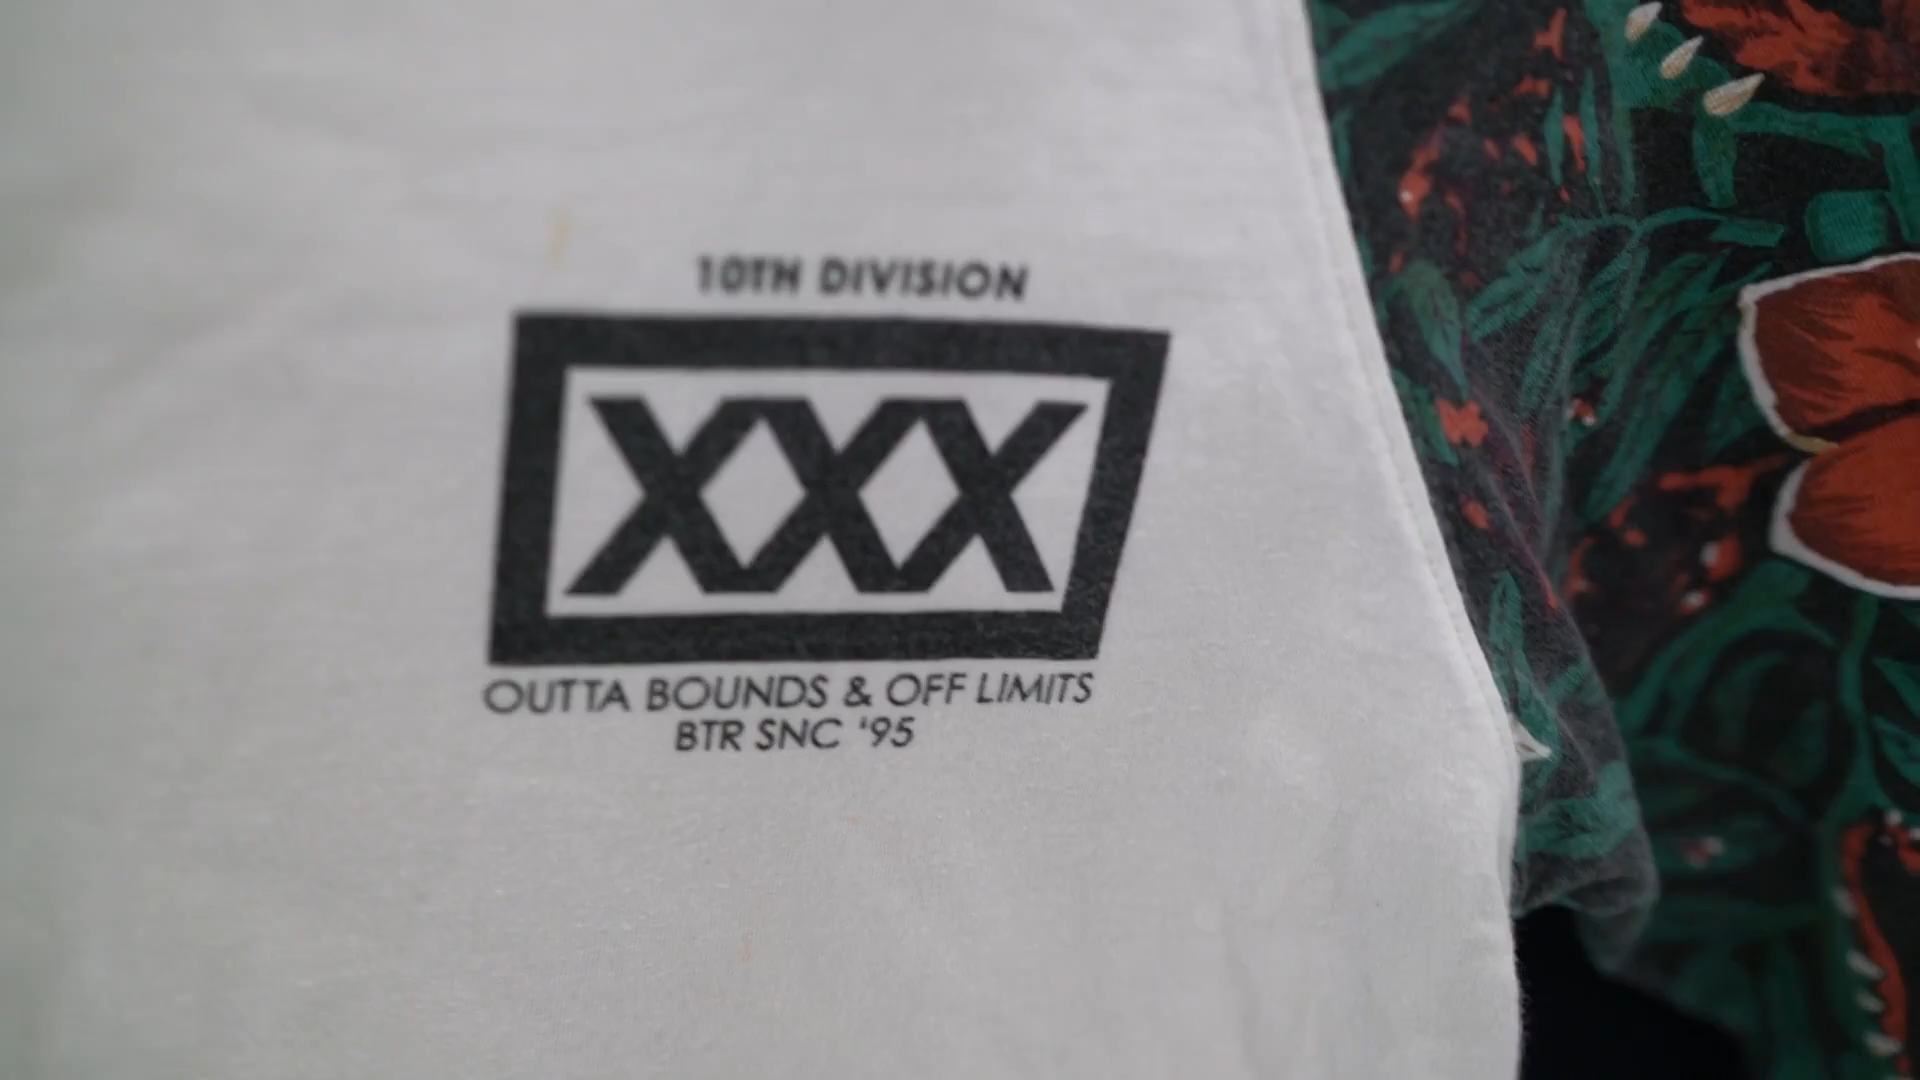 10TH DIVISION
XXX
OUTTA BOUNDS & OFF LIMITS
BTR SNC '95